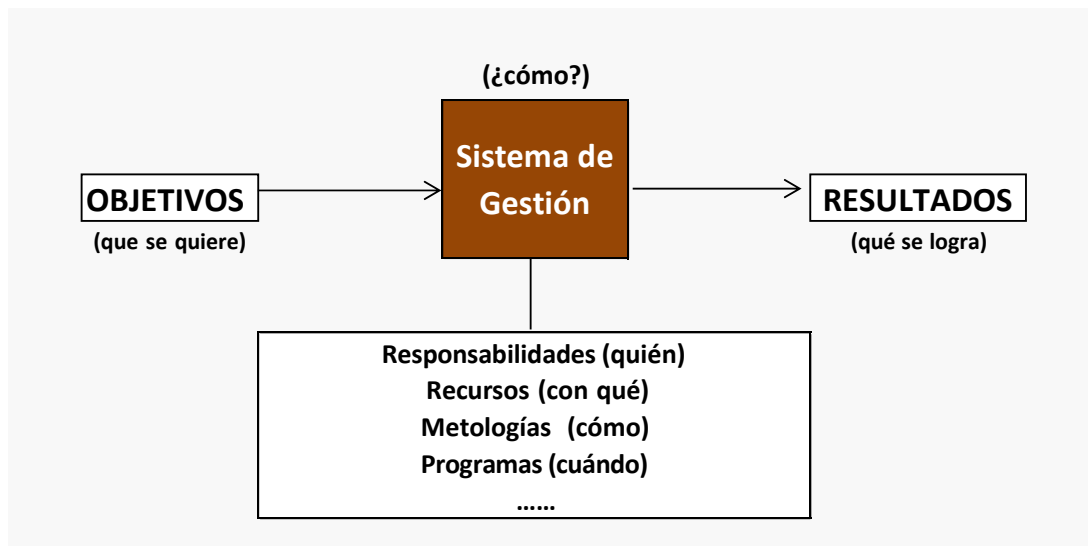 (¿cómo?)
Sistema de
Gestión
OBJETIVOS
(que se quiere)
RESULTADOS
(qué se logra)
Responsabilidades (quién)
Recursos (con qué)
Metologías (cómo)
Programas (cuándo)
......